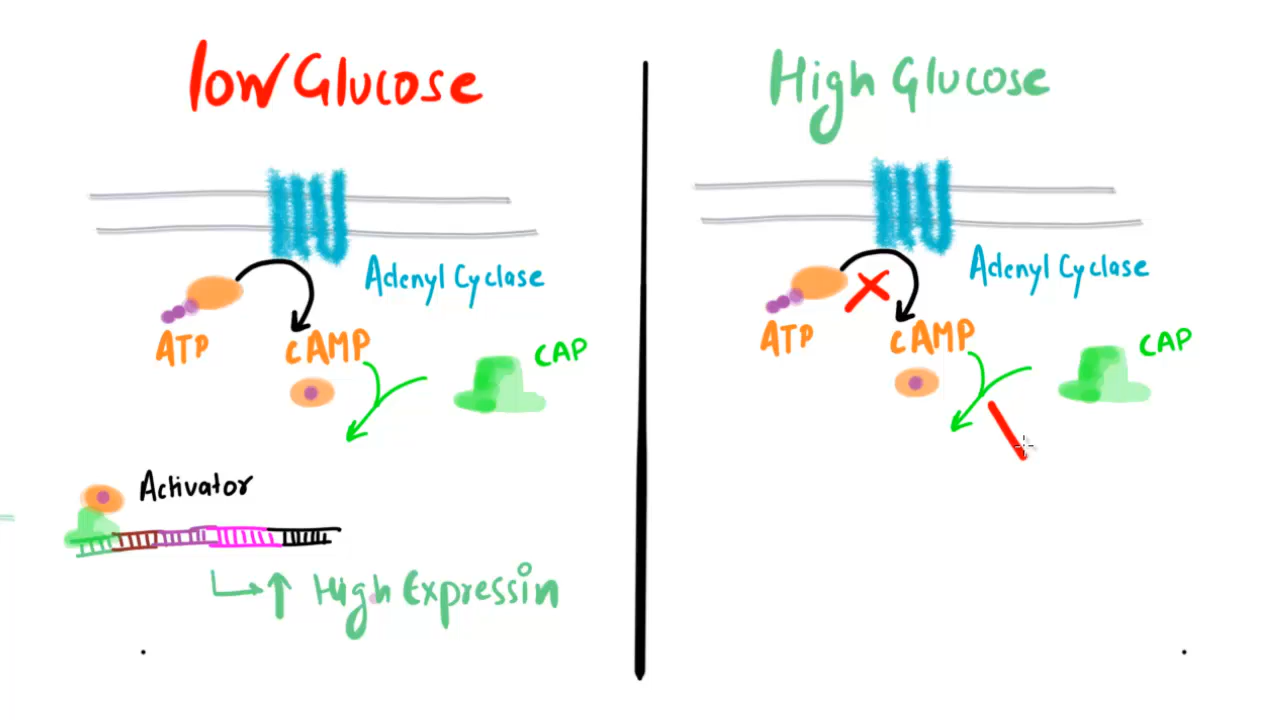 low Glucose
Adenyl Cyclase
ATP
cAMP
CAP
Activator
High Expressin
High Glucose
Adenyl Cyclase
ATP
cAMP
CAP